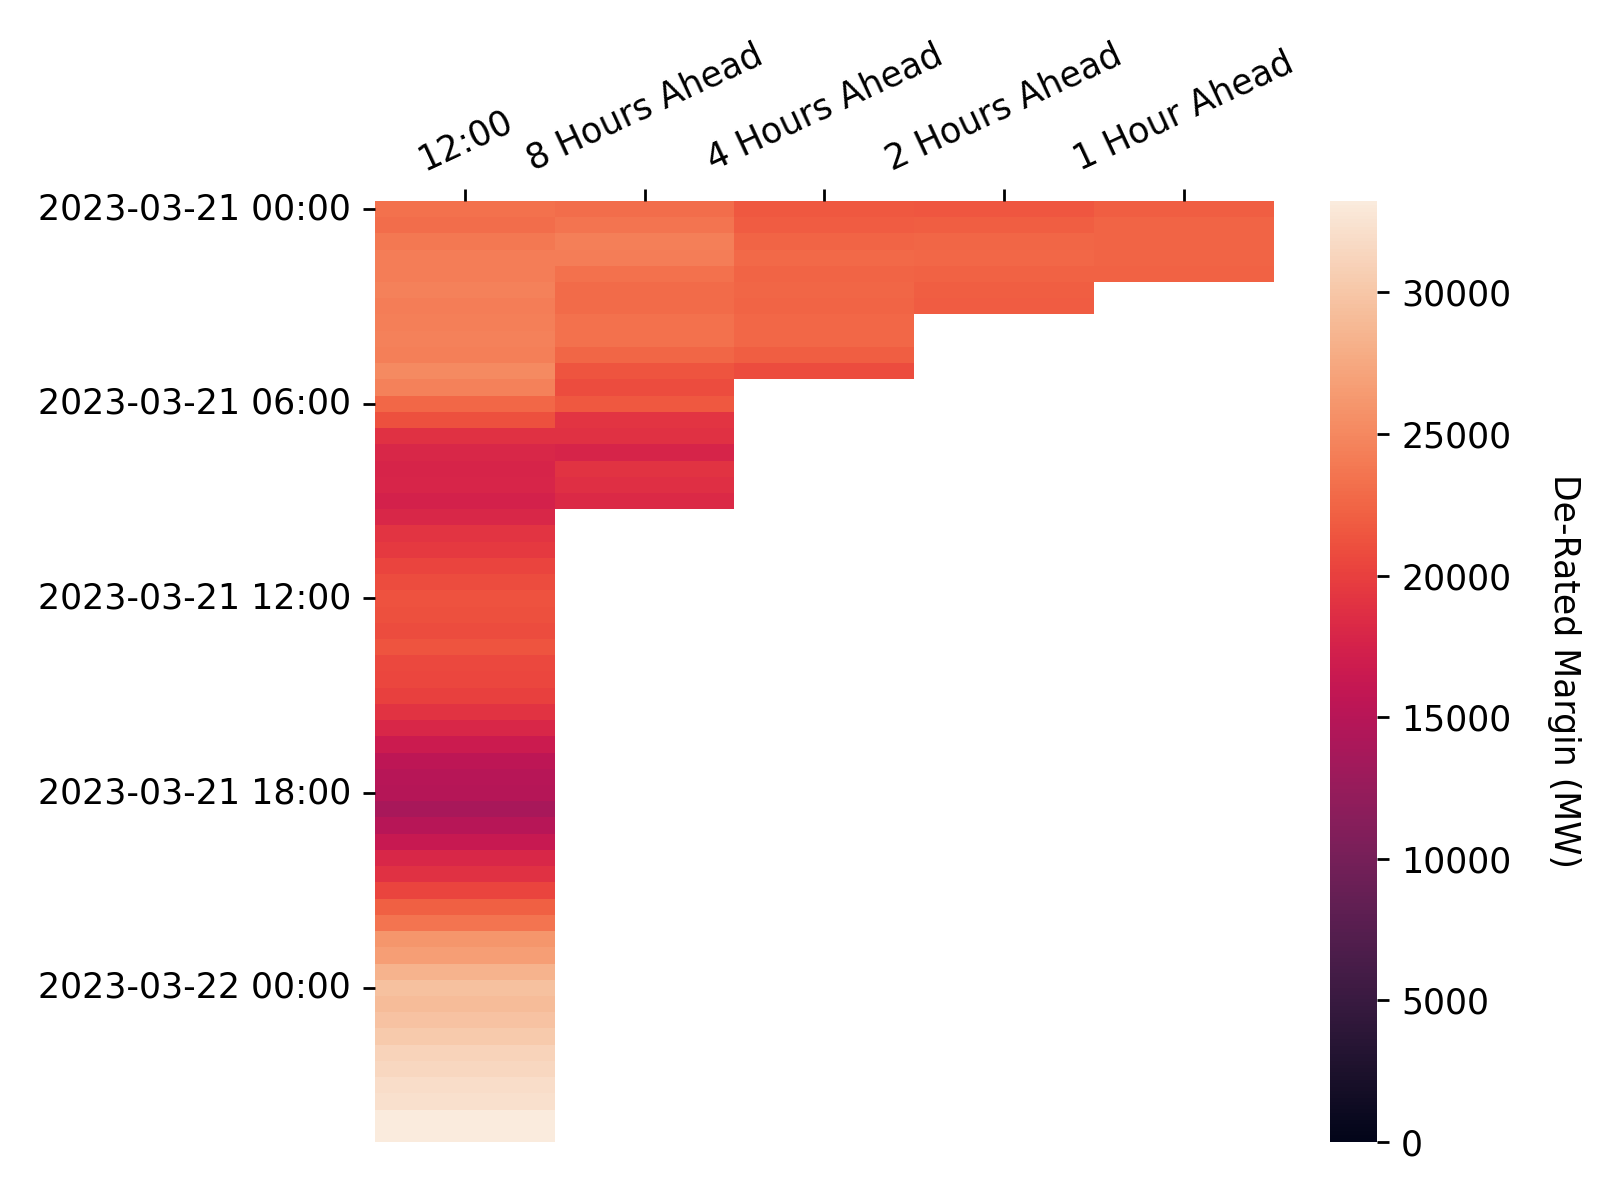 12:00
8 Hours Ahead
4 Hours Ahead
2 Hours Ahead
1 Hour Ahead
2023-03-21 00:00
2023-03-21 06:00
2023-03-21 12:00
2023-03-21 18:00
2023-03-22 00:00
30000
25000
20000
15000
10000
5000
0
De-Rated Margin (MW)